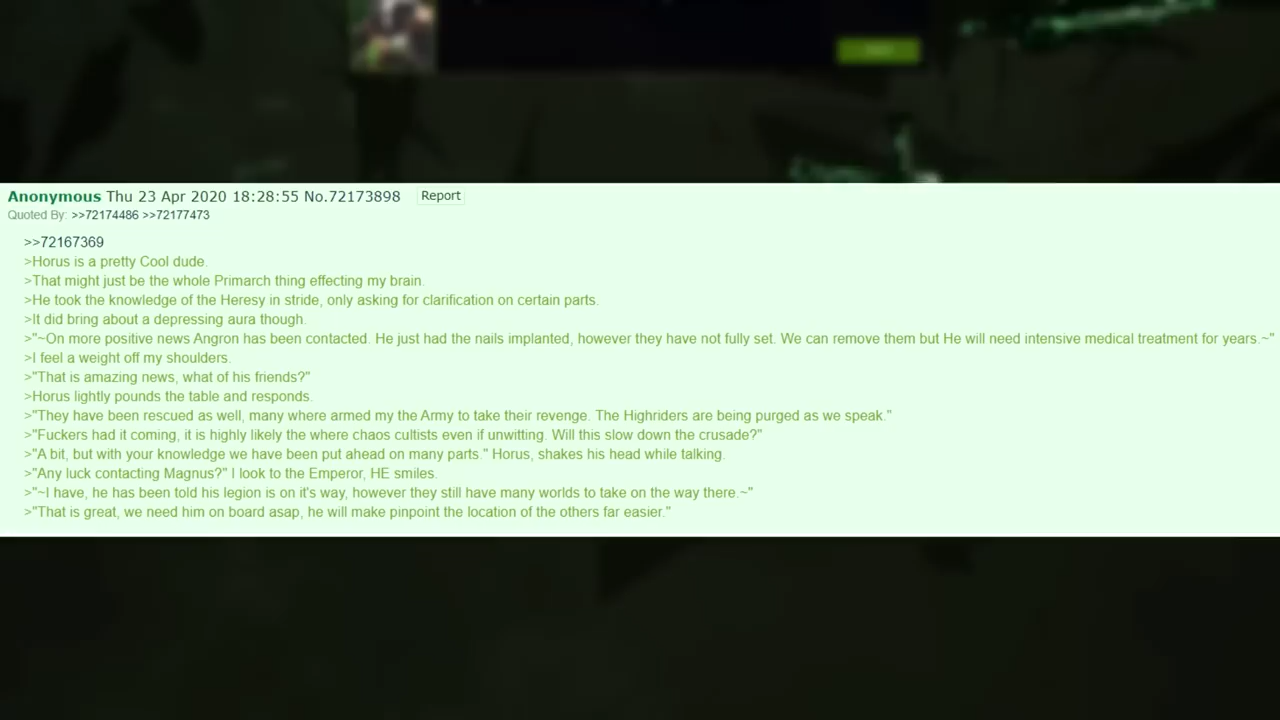 Anonymous Thu 23 Apr 2020 18:28:55 No.72173898 Report
Quoted By: >>72174486 >>72177473
>>72167369
>Horus is a pretty Cool dude.
>That might just be the whole Primarch thing effecting my brain.
>He took the knowledge of the Heresy in stride, only asking for clarification on certain parts.
>It did bring about a depressing aura though.
>"~On more positive news Angron has been contacted. He just had the nails implanted, however they have not fully set. We can remove them but He will need intensive medical treatment for years.~"
>I feel a weight off my shoulders.
>"That is amazing news, what of his friends?"
>Horus lightly pounds the table and responds.
>"They have been rescued as well, many where armed my the Army to take their revenge. The Highriders are being purged as we speak."
>"Fuckers had it coming, it is highly likely the where chaos cultists even if unwitting. Will this slow down the crusade?"
>"A bit, but with your knowledge we have been put ahead on many parts." Horus, shakes his head while talking.
>"Any luck contacting Magnus?" I look to the Emperor, HE smiles.
>"~I have, he has been told his legion is on it's way, however they still have many worlds to take on the way there.~"
>"That is great, we need him on board asap, he will make pinpoint the location of the others far easier."